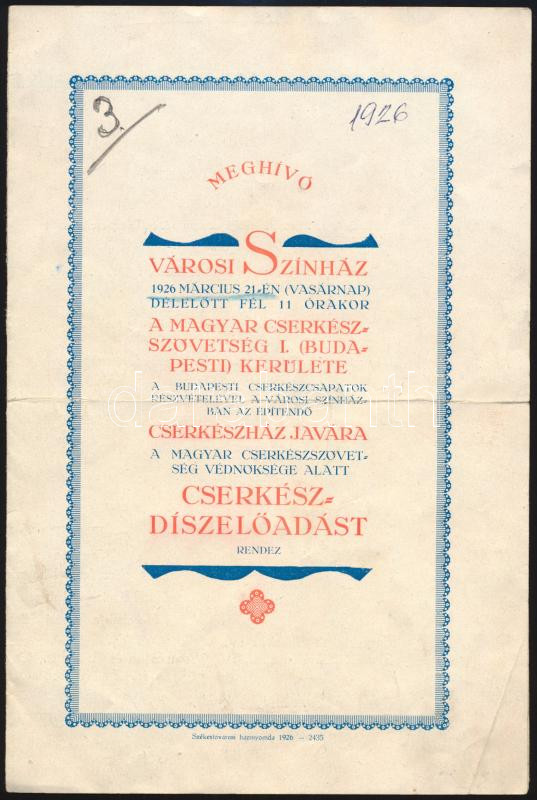 3.
1926
MEGHÍVÓ
VÁROSI SZÍNHÁZ
1926 MÁRCIUS 21-ÉN (VASÁRNAP)
DÉLELŐTT FÉL 11 ÓRAKOR
A MAGYAR CSERKÉSZ=
SZÖVETSÉG I. (BUDA=
PESTI) KERÜLETE
A BUDAPESTI CSERKÉSZCSAPATOK
RÉSZVÉTELÉVEL A VÁROSI SZÍNHÁZ=
BAN AZ ÉPÍTENDŐ
CSERKÉSZHÁZ JAVÁRA
A MAGYAR CSERKÉSZSZÖVET=
SÉG VÉDNÖKSÉGE ALATT
CSERKÉSZ=
DÍSZELŐADÁST
RENDEZ
Székesfővárosi házinyomda 1926 — 2435